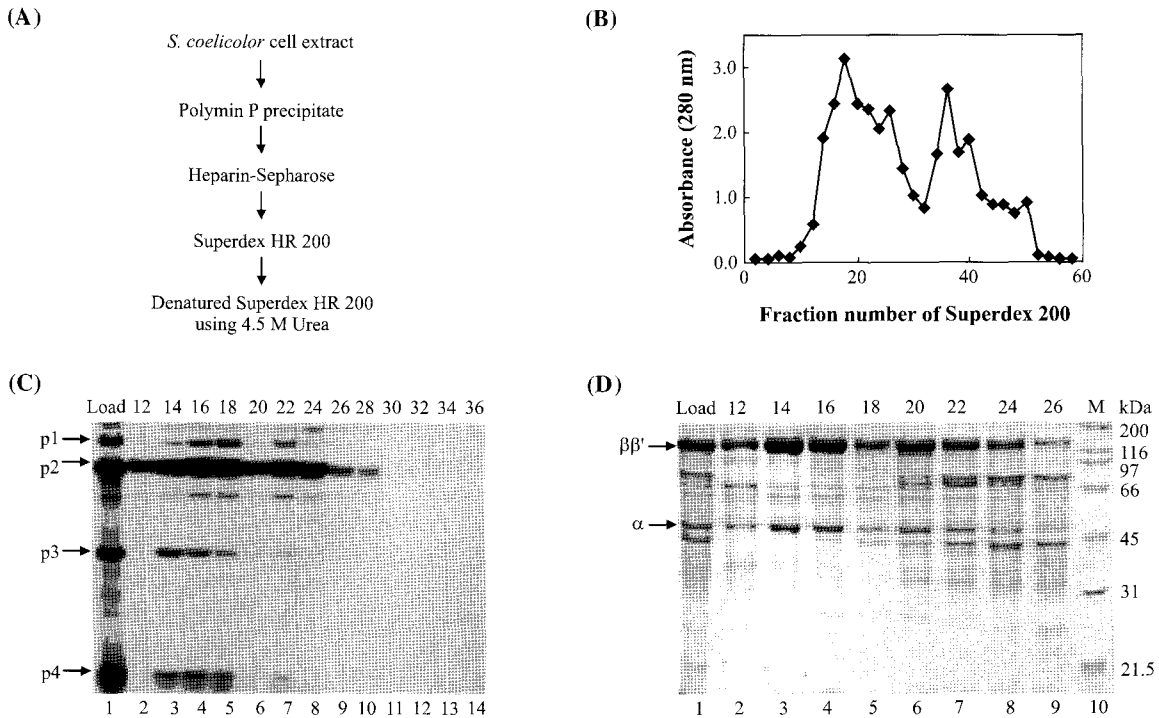 (A)
S. coelicolor cell extract
Polymin P precipitate
Heparin-Sepharose
Superdex HR 200
Denatured Superdex HR 200
using 4.5 M Urea
(B)
Absorbance (280 nm)
3.0
2.0
1.0
0.0
0 20 40 60
Fraction number of Superdex 200
(C)
Load 12 14 16 18 20 22 24 26 28 30 32 34 36
p1
p2
p3
p4
1 2 3 4 5 6 7 8 9 10 11 12 13 14
(D)
Load 12 14 16 18 20 22 24 26 M kDa
ββ'
α
200
116
97
66
45
31
21.5
1 2 3 4 5 6 7 8 9 10